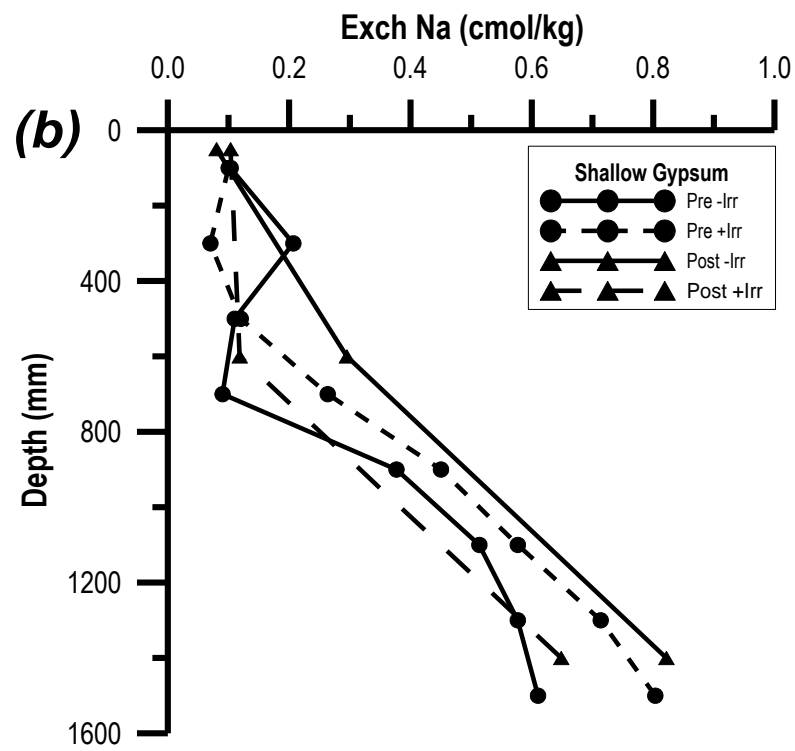 Exch Na (cmol/kg)
0.0 0.2 0.4 0.6 0.8 1.0
(b)
0
Shallow Gypsum
Pre -Irr
Pre +Irr
Post -Irr
Post +Irr
400
800
1200
1600
Depth (mm)